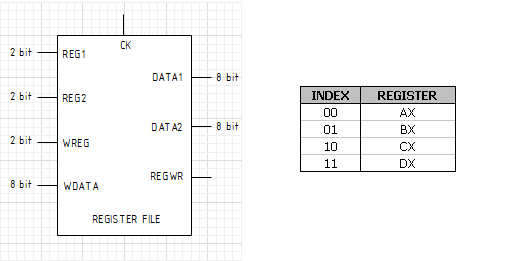 CK
2 bit REG1
DATA1 8 bit
2 bit REG2
DATA2 8 bit
2 bit WREG
REGWR
8 bit WDATA
REGISTER FILE
INDEX REGISTER
00 AX
01 BX
10 CX
11 DX